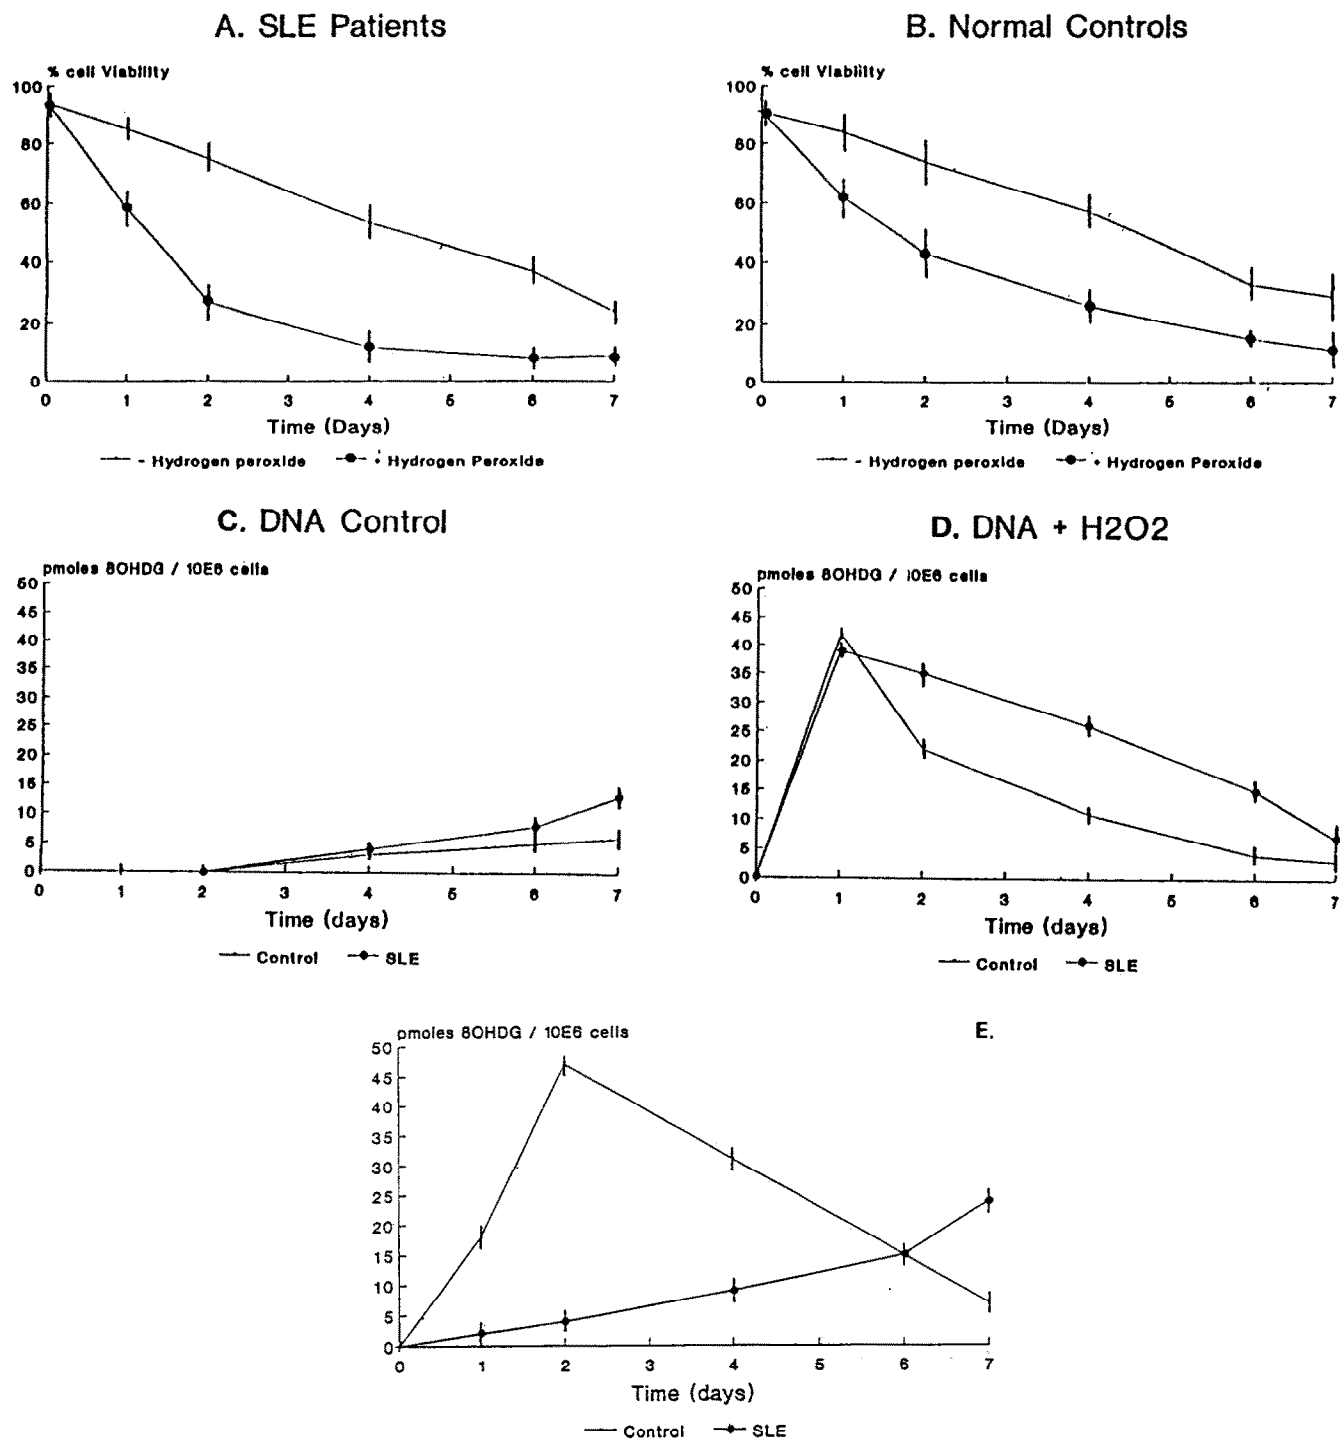 A. SLE Patients
% cell Viability
100
80
60
40
20
0
0 1 2 3 4 5 6 7
Time (Days)
- Hydrogen peroxide + Hydrogen Peroxide
B. Normal Controls
% cell Viability
100
80
60
40
20
0
0 1 2 3 4 5 6 7
Time (Days)
- Hydrogen peroxide + Hydrogen Peroxide
C. DNA Control
pmoles 8OHDG / 10E6 cells
50
45
40
35
30
25
20
15
10
5
0
0 1 2 3 4 5 6 7
Time (days)
Control SLE
D. DNA + H2O2
pmoles 8OHDG / 10E6 cells
50
45
40
35
30
25
20
15
10
5
0
0 1 2 3 4 5 6 7
Time (days)
Control SLE
E.
pmoles 8OHDG / 10E6 cells
50
45
40
35
30
25
20
15
10
5
0
0 1 2 3 4 5 6 7
Time (days)
Control SLE